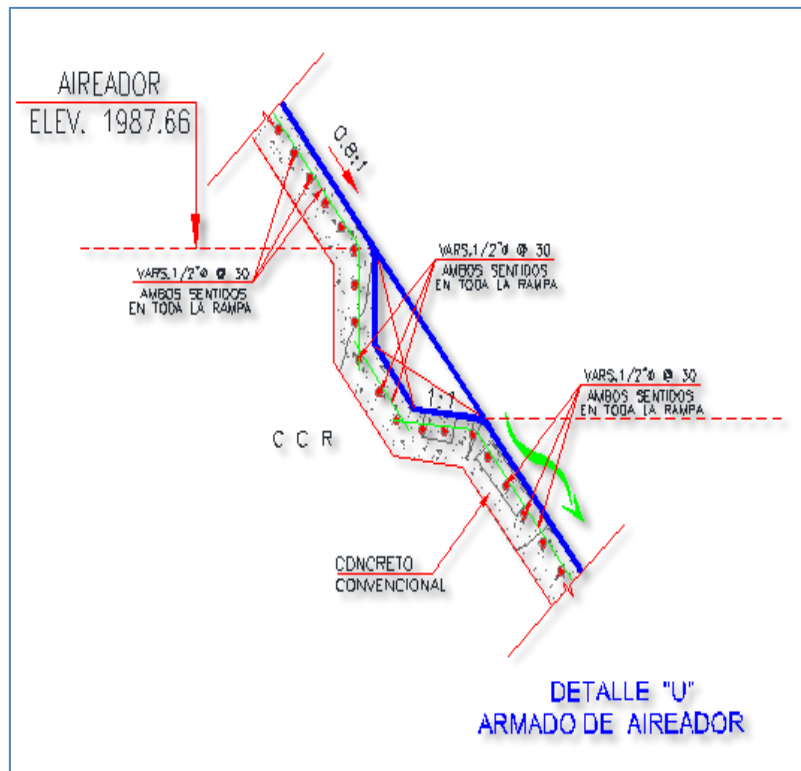 AIREADOR
ELEV. 1987.66
0.8:1
VARS.1/2"ø @ 30
AMBOS SENTIDOS
EN TODA LA RAMPA
VARS.1/2"ø @ 30
AMBOS SENTIDOS
EN TODA LA RAMPA
VARS.1/2"ø @ 30
AMBOS SENTIDOS
EN TODA LA RAMPA
1:1
C C R
CONCRETO
CONVENCIONAL
DETALLE "U"
ARMADO DE AIREADOR